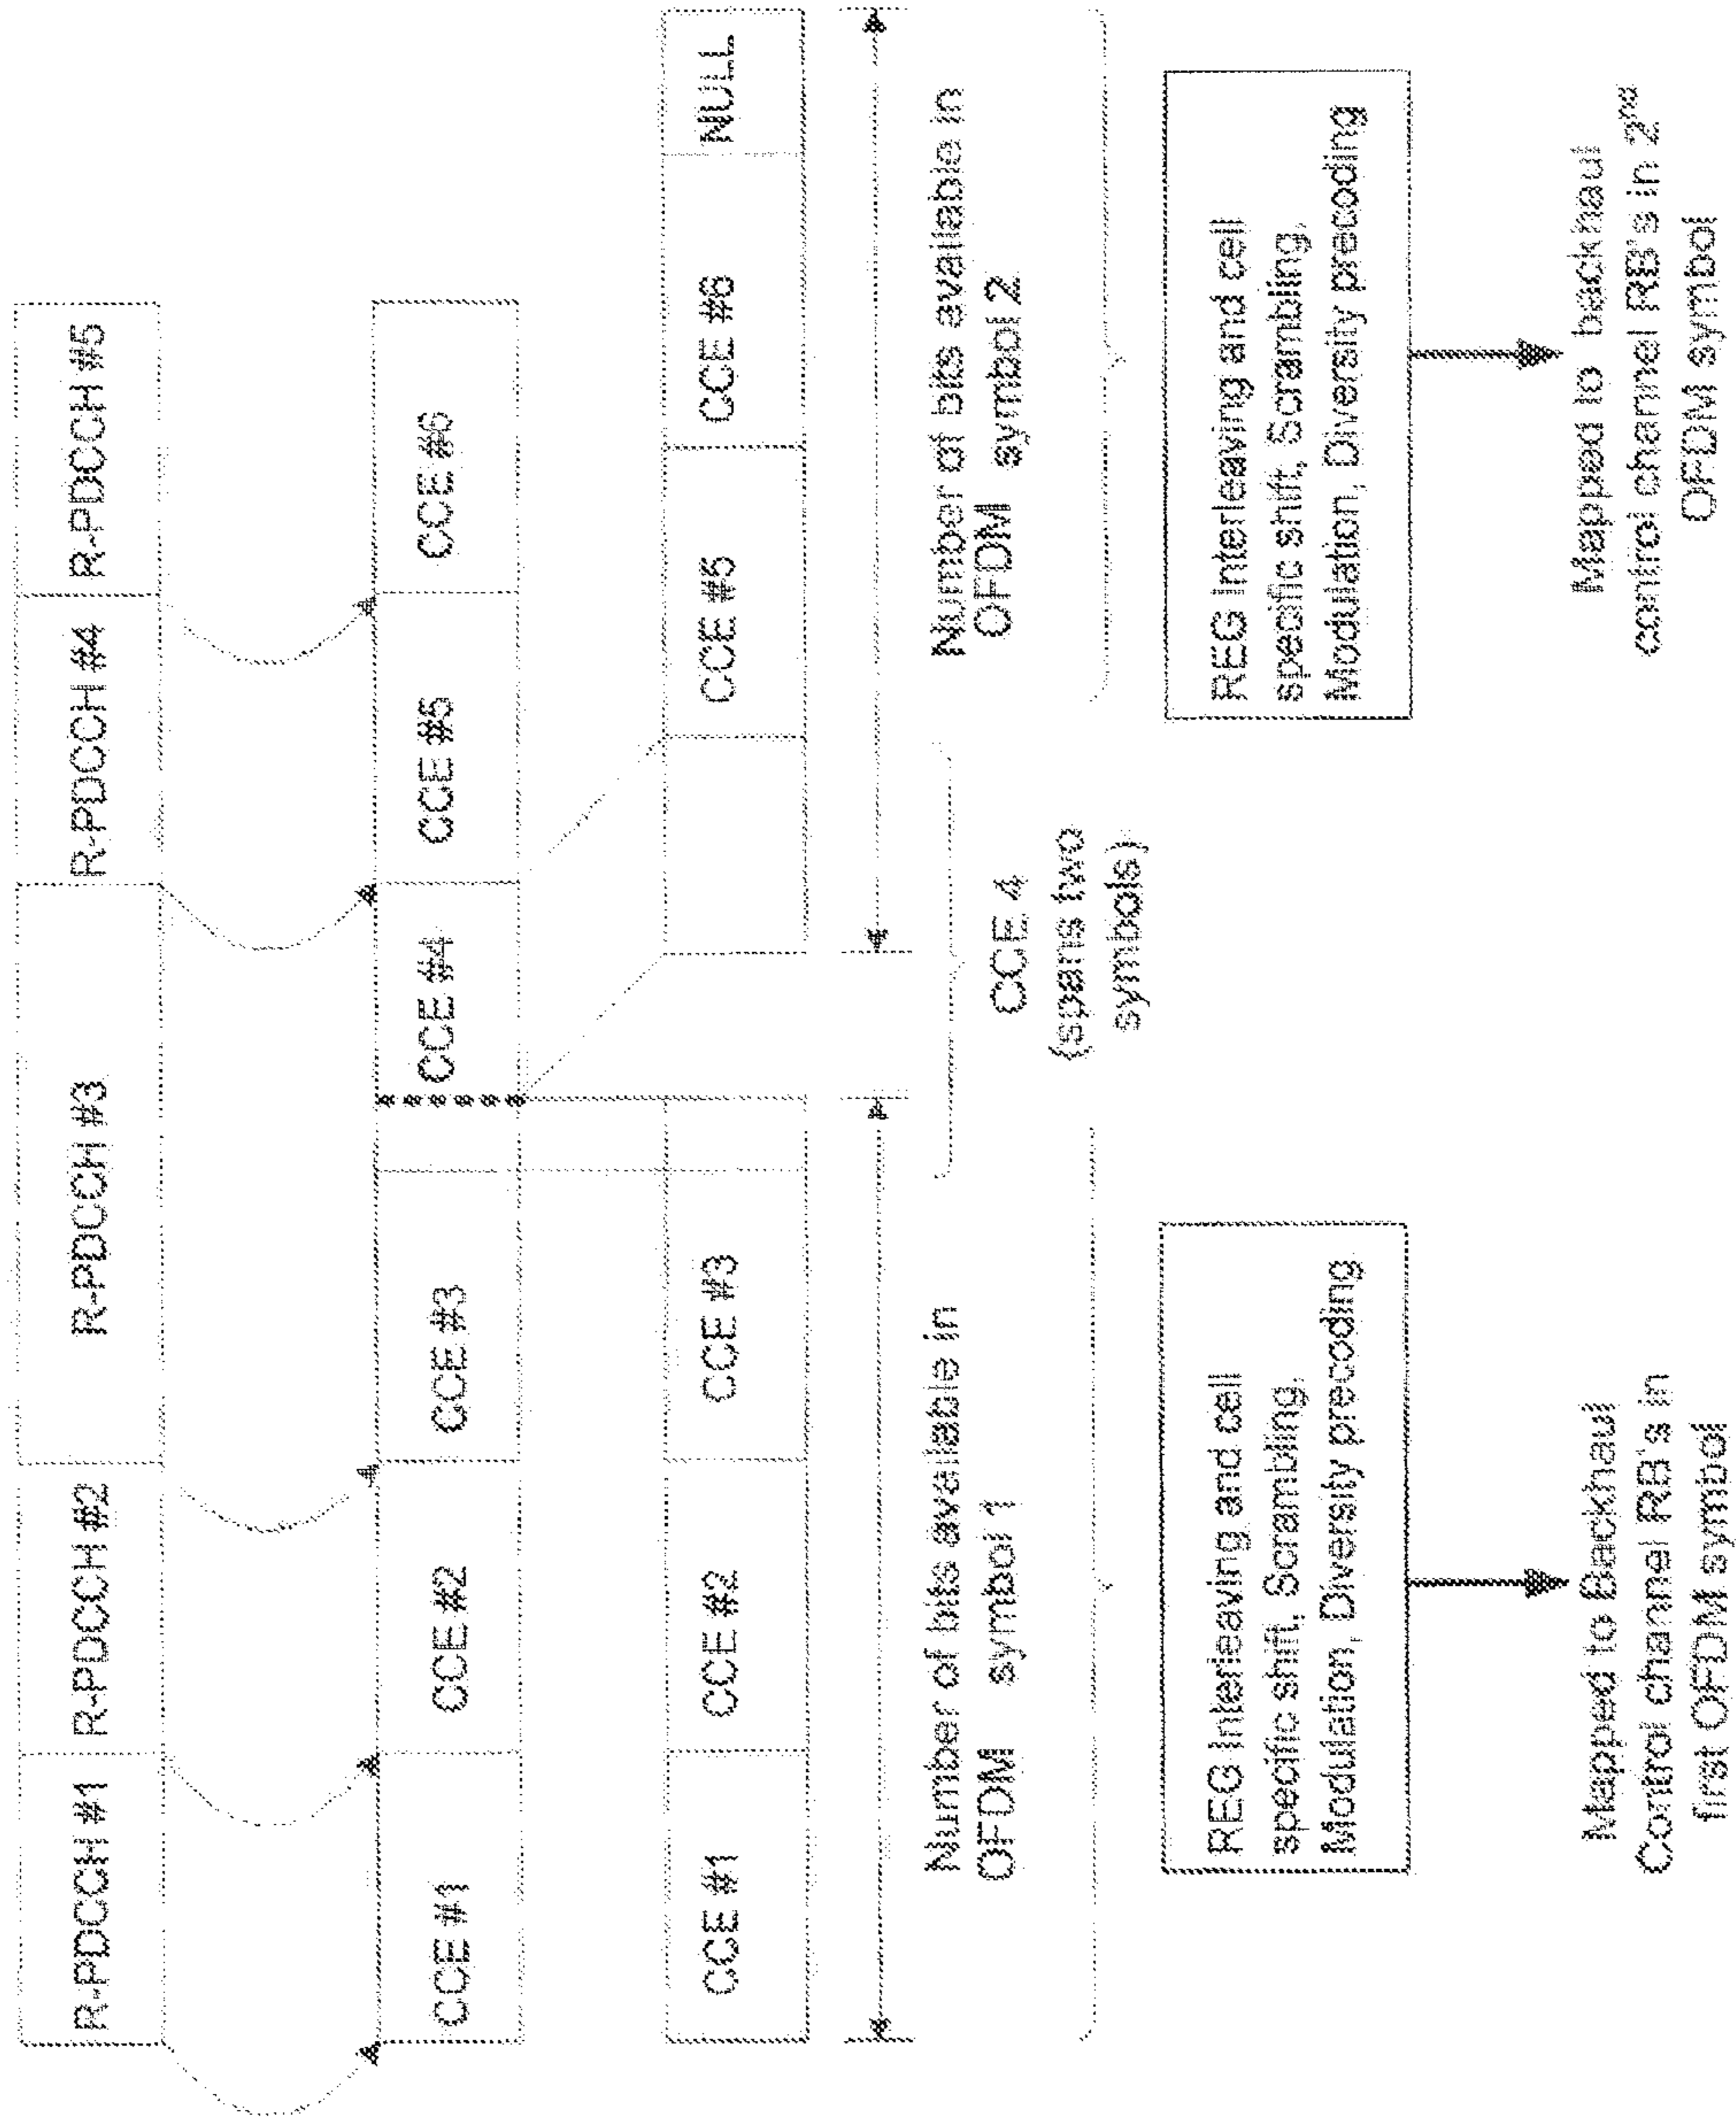 R-PDCCH #1
R-PDCCH #2
R-PDCCH #3
R-PDCCH #4
R-PDCCH #5
CCE #1
CCE #2
CCE #3
CCE #4
CCE #5
CCE #6
CCE #1
CCE #2
CCE #3
CCE #5
CCE #6
NULL
Number of bits available in
OFDM symbol 1
Number of bits available in
OFDM symbol 2
CCE 4
(spans two
symbols)
REG Interleaving and cell
specific shift, Scrambling,
Modulation, Diversity precoding
REG Interleaving and cell
specific shift, Scrambling,
Modulation, Diversity precoding
Mapped to Backhaul
Control channel RB's in
first OFDM symbol
Mapped to backhaul
control channel RB's in 2nd
OFDM symbol